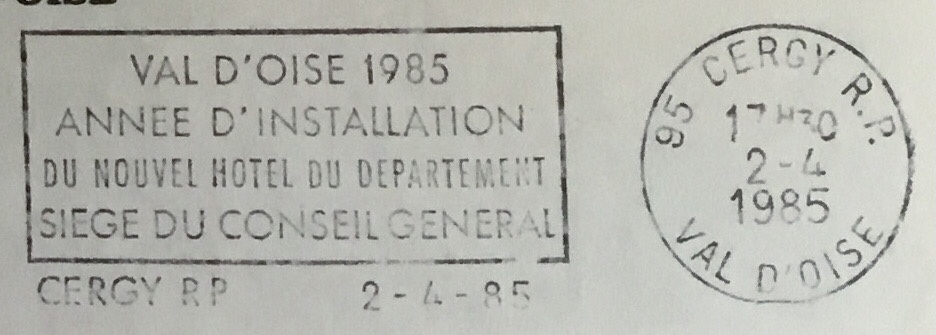 VAL D'OISE 1985
ANNEE D'INSTALLATION
DU NOUVEL HOTEL DU DEPARTEMENT
SIEGE DU CONSEIL GENERAL
CERGY RP 2-4-85
95 CERGY R.P.
17H20
2-4
1985
VAL D'OISE